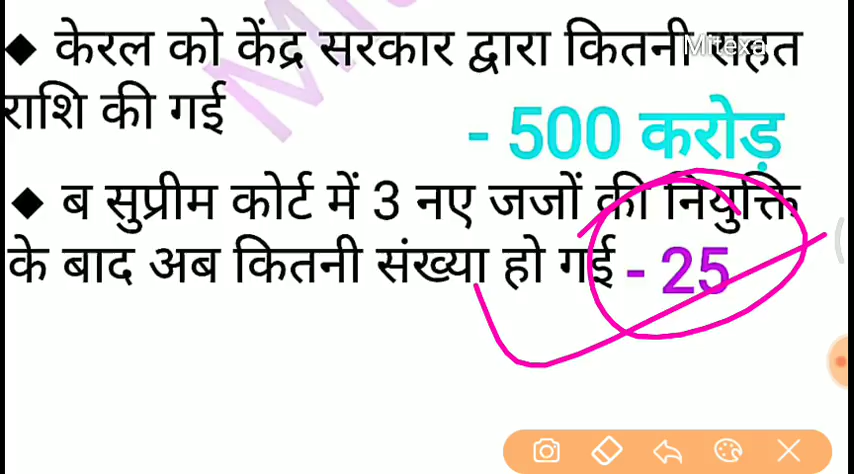 ◆ केरल को केंद्र सरकार द्वारा कितनी राहत
Mitexa
राशि की गई
- 500 करोड़
◆ ब सुप्रीम कोर्ट में 3 नए जजों की नियुक्ति
के बाद अब कितनी संख्या हो गई - 25